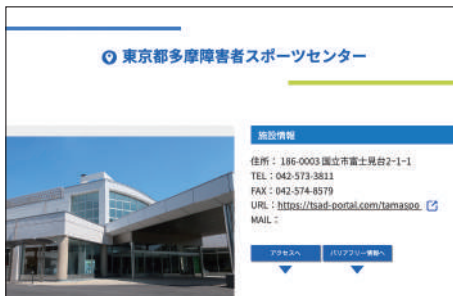 東京都多摩障害者スポーツセンター
施設情報
住所： 186-0003 国立市富士見台2-1-1
TEL：042-573-3811
FAX：042-574-8579
URL：https://tsad-portal.com/tamaspo
MAIL：
アクセスへ
バリアフリー情報へ